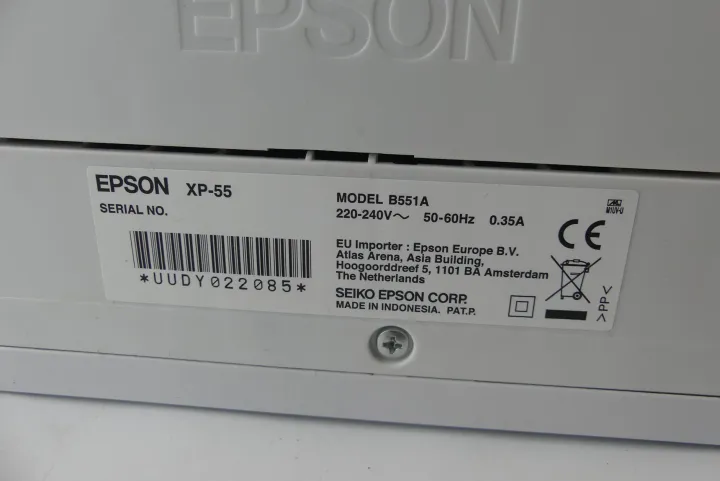 EPSON
EPSON XP-55
SERIAL NO.
*UUDY022085*
MODEL B551A
220-240V～ 50-60Hz 0.35A
EU Importer : Epson Europe B.V.
Atlas Arena, Asia Building,
Hoogoorddreef 5, 1101 BA Amsterdam
The Netherlands
SEIKO EPSON CORP.
MADE IN INDONESIA. PAT.P.
CE
>PP<